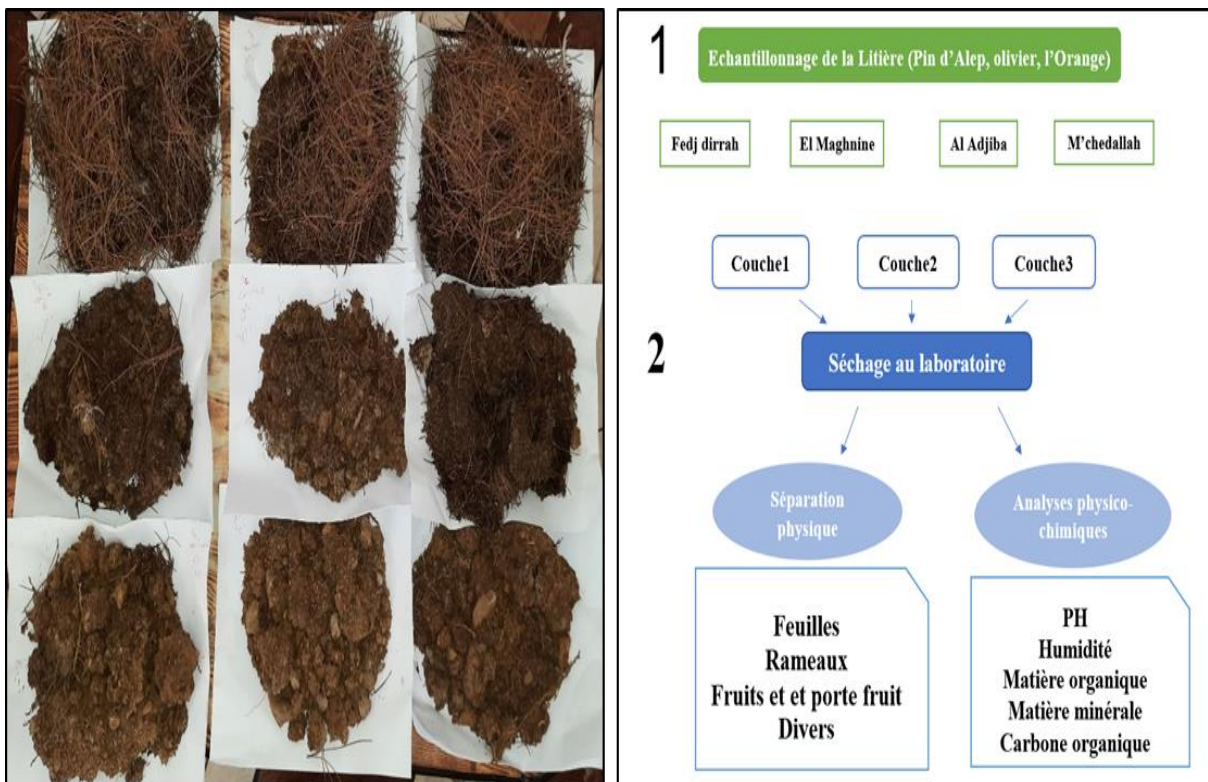 1
Echantillonnage de la Litière (Pin d'Alep, olivier, l'Orange)
Fedj dirrah
El Maghnine
Al Adjiba
M'chedallah
Couche1
Couche2
Couche3
2
Séchage au laboratoire
Séparation
physique
Analyses physico-
chimiques
Feuilles
Rameaux
Fruits et et porte fruit
Divers
PH
Humidité
Matière organique
Matière minérale
Carbone organique